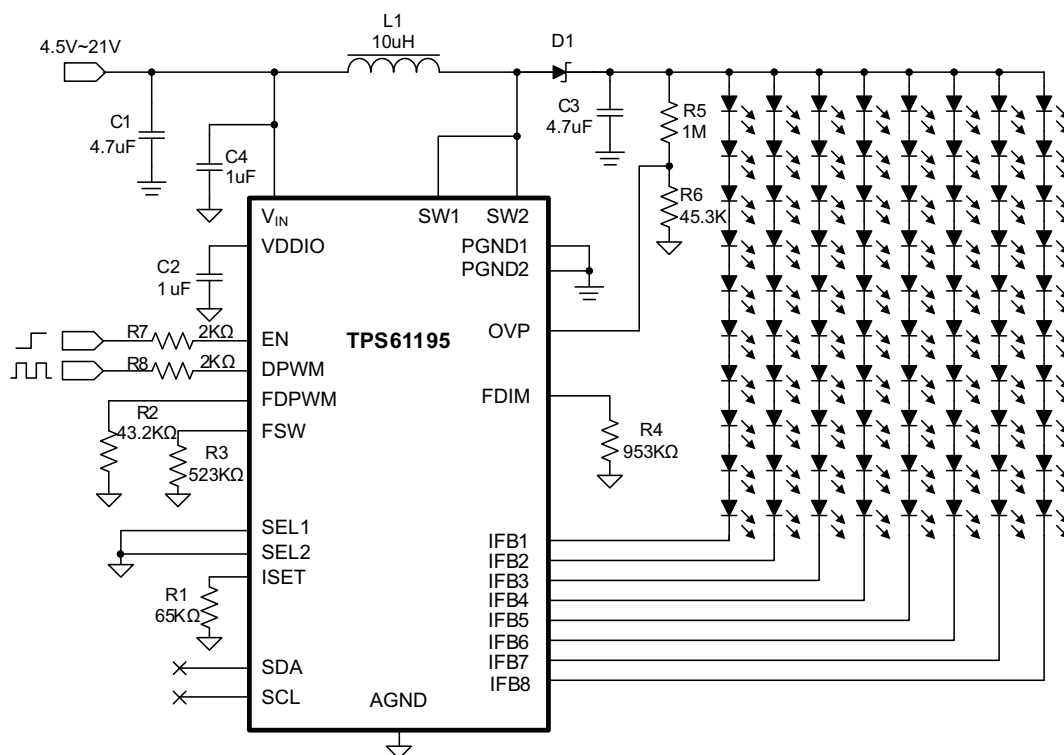 L1
10uH
4.5V~21V
D1
C1
4.7uF
C4
1uF
C3
4.7uF
R5
1M
R6
45.3K
VIN
SW1
SW2
VDDIO
PGND1
PGND2
C2
1uF
R7
2KΩ
EN
TPS61195
OVP
R8
2KΩ
DPWM
FDPWM
FDIM
R2
43.2KΩ
FSW
R3
523KΩ
R4
953KΩ
SEL1
SEL2
ISET
R1
65KΩ
IFB1
IFB2
IFB3
IFB4
IFB5
IFB6
IFB7
IFB8
SDA
SCL
AGND